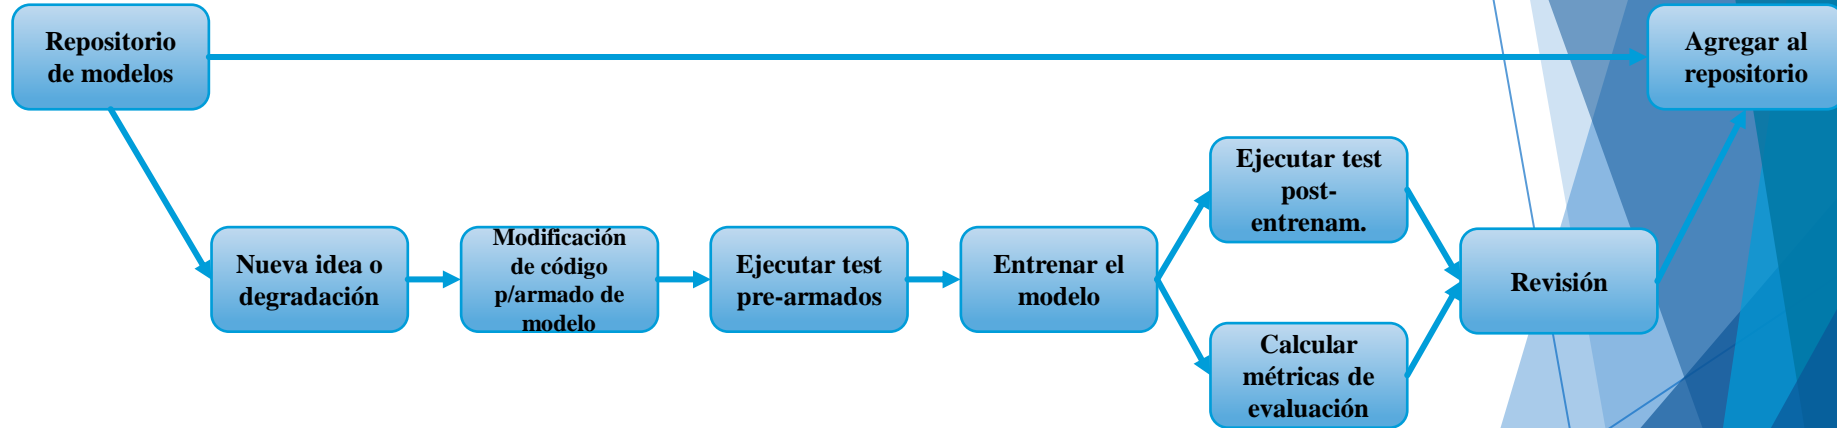 Repositorio
de modelos
Agregar al
repositorio
Nueva idea o
degradación
Modificación
de código
p/armado de
modelo
Ejecutar test
pre-armados
Entrenar el
modelo
Ejecutar test
post-
entrenam.
Calcular
métricas de
evaluación
Revisión